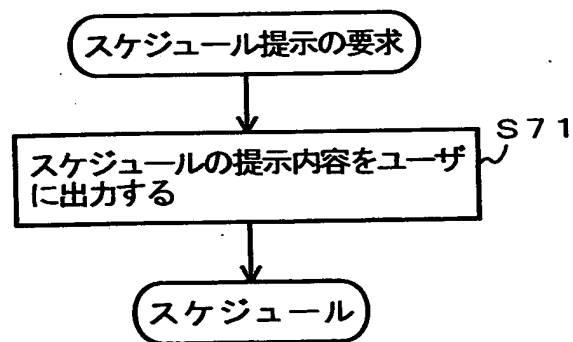 スケジュール提示の要求
S71
スケジュールの提示内容をユーザ
に出力する
スケジュール